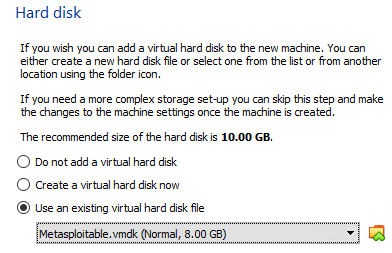 Hard disk
If you wish you can add a virtual hard disk to the new machine. You can
either create a new hard disk file or select one from the list or from another
location using the folder icon.
If you need a more complex storage set-up you can skip this step and make
the changes to the machine settings once the machine is created.
The recommended size of the hard disk is 10.00 GB.
Do not add a virtual hard disk
Create a virtual hard disk now
Use an existing virtual hard disk file
Metasploitable.vmdk (Normal, 8.00 GB)